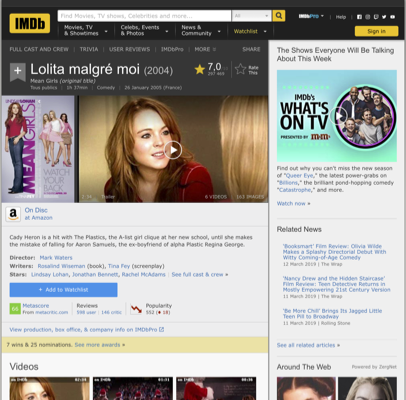 IMDb
Find Movies, TV shows, Celebrities and more...
All
Movies, TV & Showtimes
Celebs, Events & Photos
News & Community
Watchlist
IMDbPro
Help
Sign in
FULL CAST AND CREW | TRIVIA | USER REVIEWS | IMDbPro | MORE
SHARE
Lolita malgré moi (2004)
Mean Girls (original title)
Tous publics | 1h 37min | Comedy | 26 January 2005 (France)
7,0
Rate This
MEAN GIRLS
WATCH YOUR BACK
6 VIDEOS
On Disc
at Amazon
Cady Heron is a hit with The Plastics, the A-list girl clique at her new school, until she makes
the mistake of falling for Aaron Samuels, the ex-boyfriend of alpha Plastic Regina George.
Director: Mark Waters
Writers: Rosalind Wiseman (book), Tina Fey (screenplay)
Stars: Lindsay Lohan, Jonathan Bennett, Rachel McAdams | See full cast & crew »
+ Add to Watchlist
Metascore
From metacritic.com
Reviews
598 user | 146 critic
Popularity
View production, box office, & company info on IMDbPro
7 wins & 25 nominations. See more awards »
Videos
The Shows Everyone Will Be Talking
About This Week
IMDb's
WHAT'S
ON TV
PRESENTED BY
Find out why you can't miss the new season
of "Queer Eye," the latest power-grabs on
"Billions," the brilliant pond-hopping comedy
"Catastrophe," and more.
Watch now »
Related News
'Booksmart' Film Review: Olivia Wilde
Makes a Splashy Directorial Debut With
Witty Coming-of-Age Comedy
12 March 2019 | The Wrap
'Nancy Drew and the Hidden Staircase'
Film Review: Teen Detective Returns in
Mostly Empowering 21st Century Version
11 March 2019 | The Wrap
'Be More Chill' Brings Its Jagged Little
Teen Pill to Broadway
11 March 2019 | Rolling Stone
See all related articles »
Around The Web
Powered by ZergNet